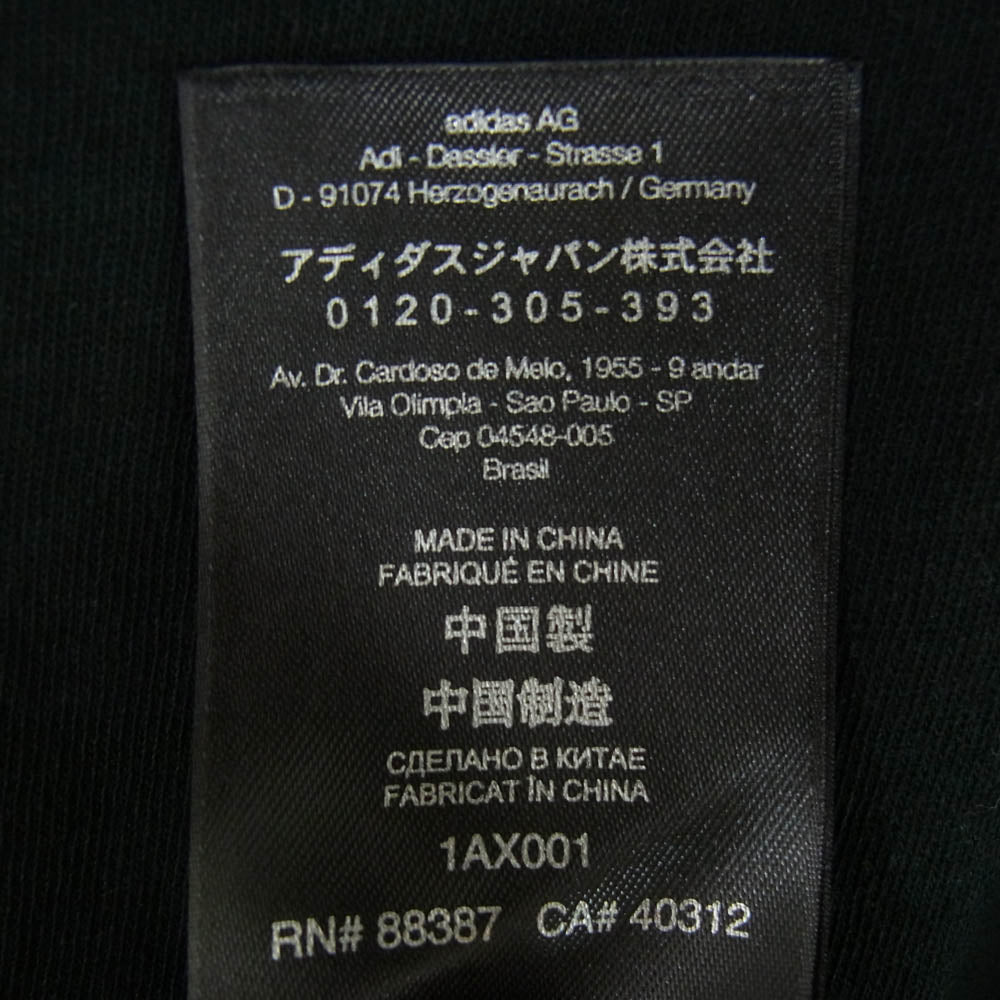 adidas AG
Adi - Dassler - Strasse 1
D - 91074 Herzogenaurach / Germany
アディダスジャパン株式会社
0120-305-393
Av. Dr. Cardoso de Melo, 1955 - 9 andar
Vila Olimpia - Sao Paulo - SP
Cep 04548-005
Brasil
MADE IN CHINA
FABRIQUÉ EN CHINE
中国製
中国制造
СДЕЛАНО В КИТАЕ
FABRICAT ÎN CHINA
1AX001
RN# 88387 CA# 40312